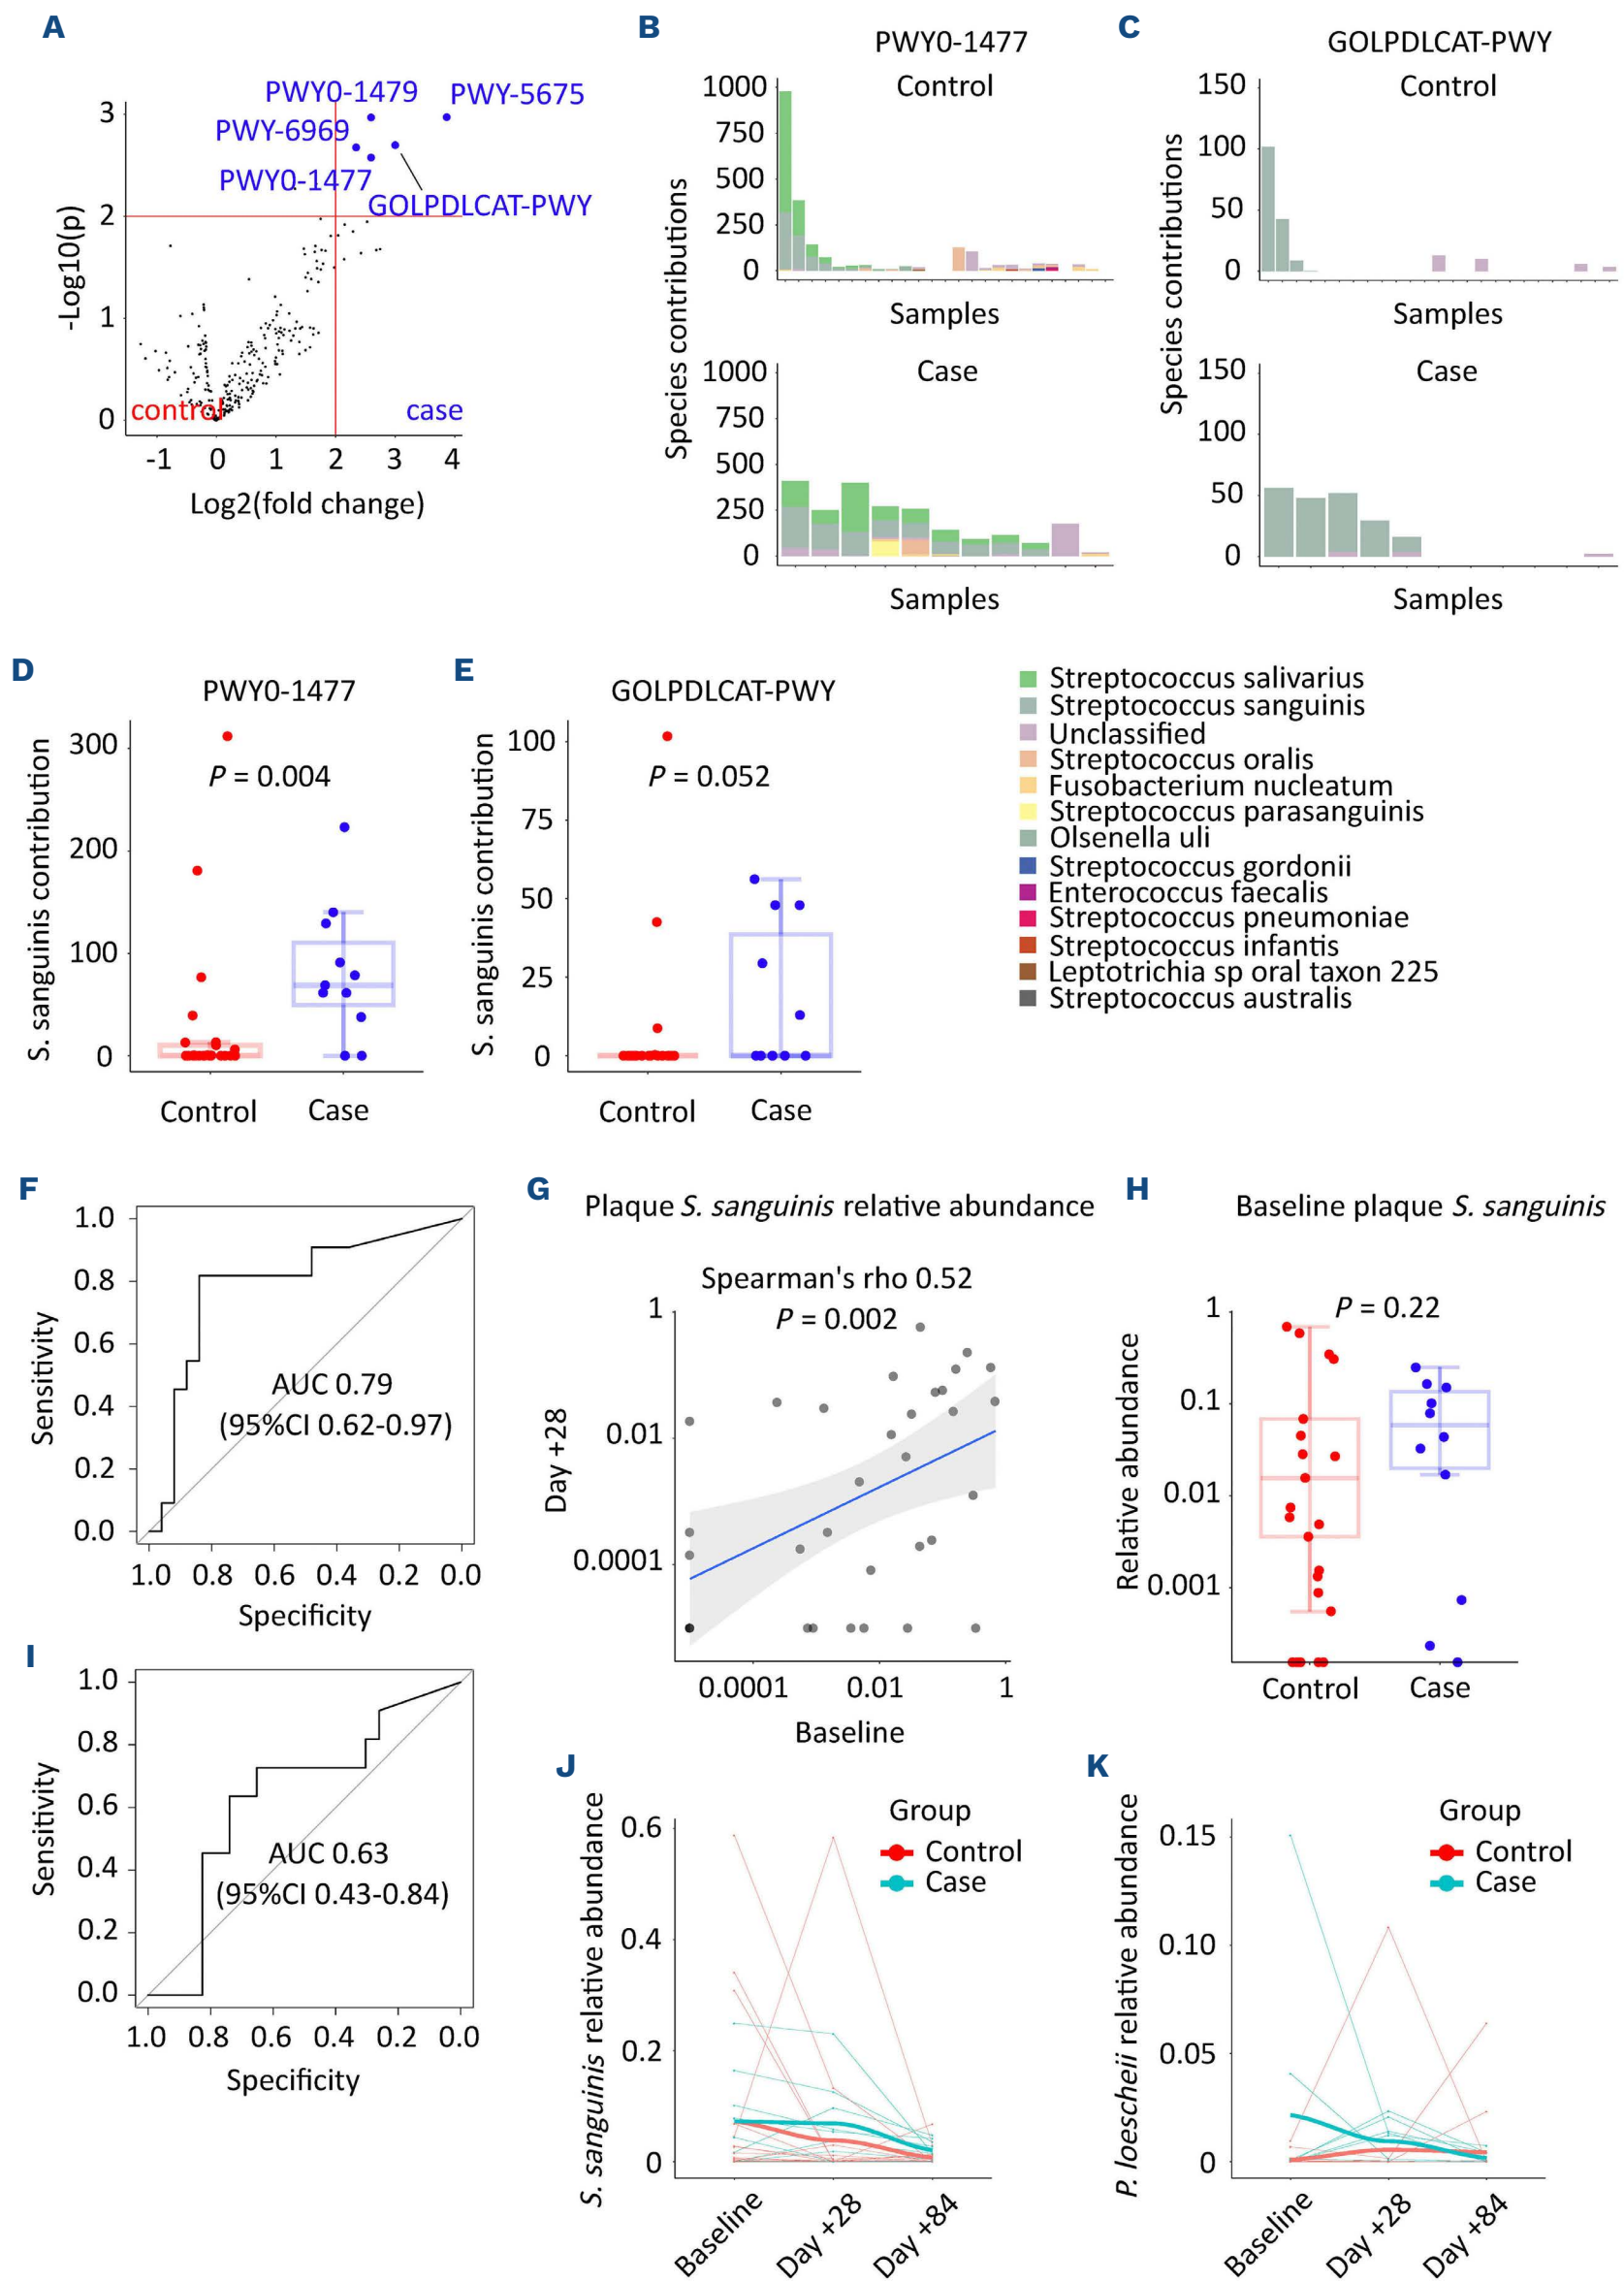 A
PWY0-1479
PWY-5675
PWY-6969
PWY0-1477
GOLPDLCAT-PWY
control
case
-Log10(p)
3
2
1
0
-1 0 1 2 3 4
Log2(fold change)
B
PWY0-1477
Control
Species contributions
1000
750
500
250
0
Samples
Case
1000
750
500
250
0
Samples
C
GOLPDLCAT-PWY
Control
Species contributions
150
100
50
0
Samples
Case
150
100
50
0
Samples
D
PWY0-1477
P = 0.004
S. sanguinis contribution
300
200
100
0
Control Case
E
GOLPDLCAT-PWY
P = 0.052
S. sanguinis contribution
100
75
50
25
0
Control Case
Streptococcus salivarius
Streptococcus sanguinis
Unclassified
Streptococcus oralis
Fusobacterium nucleatum
Streptococcus parasanguinis
Olsenella uli
Streptococcus gordonii
Enterococcus faecalis
Streptococcus pneumoniae
Streptococcus infantis
Leptotrichia sp oral taxon 225
Streptococcus australis
F
Sensitivity
1.0
0.8
0.6
0.4
0.2
0.0
AUC 0.79
(95%CI 0.62-0.97)
1.0 0.8 0.6 0.4 0.2 0.0
Specificity
G
Plaque S. sanguinis relative abundance
Spearman's rho 0.52
P = 0.002
Day +28
1
0.01
0.0001
0.0001 0.01 1
Baseline
H
Baseline plaque S. sanguinis
P = 0.22
Relative abundance
1
0.1
0.01
0.001
Control Case
I
Sensitivity
1.0
0.8
0.6
0.4
0.2
0.0
AUC 0.63
(95%CI 0.43-0.84)
1.0 0.8 0.6 0.4 0.2 0.0
Specificity
J
S. sanguinis relative abundance
Group
Control
Case
0.6
0.4
0.2
0
Baseline Day +28 Day +84
K
P. loescheii relative abundance
Group
Control
Case
0.15
0.10
0.05
0
Baseline Day +28 Day +84